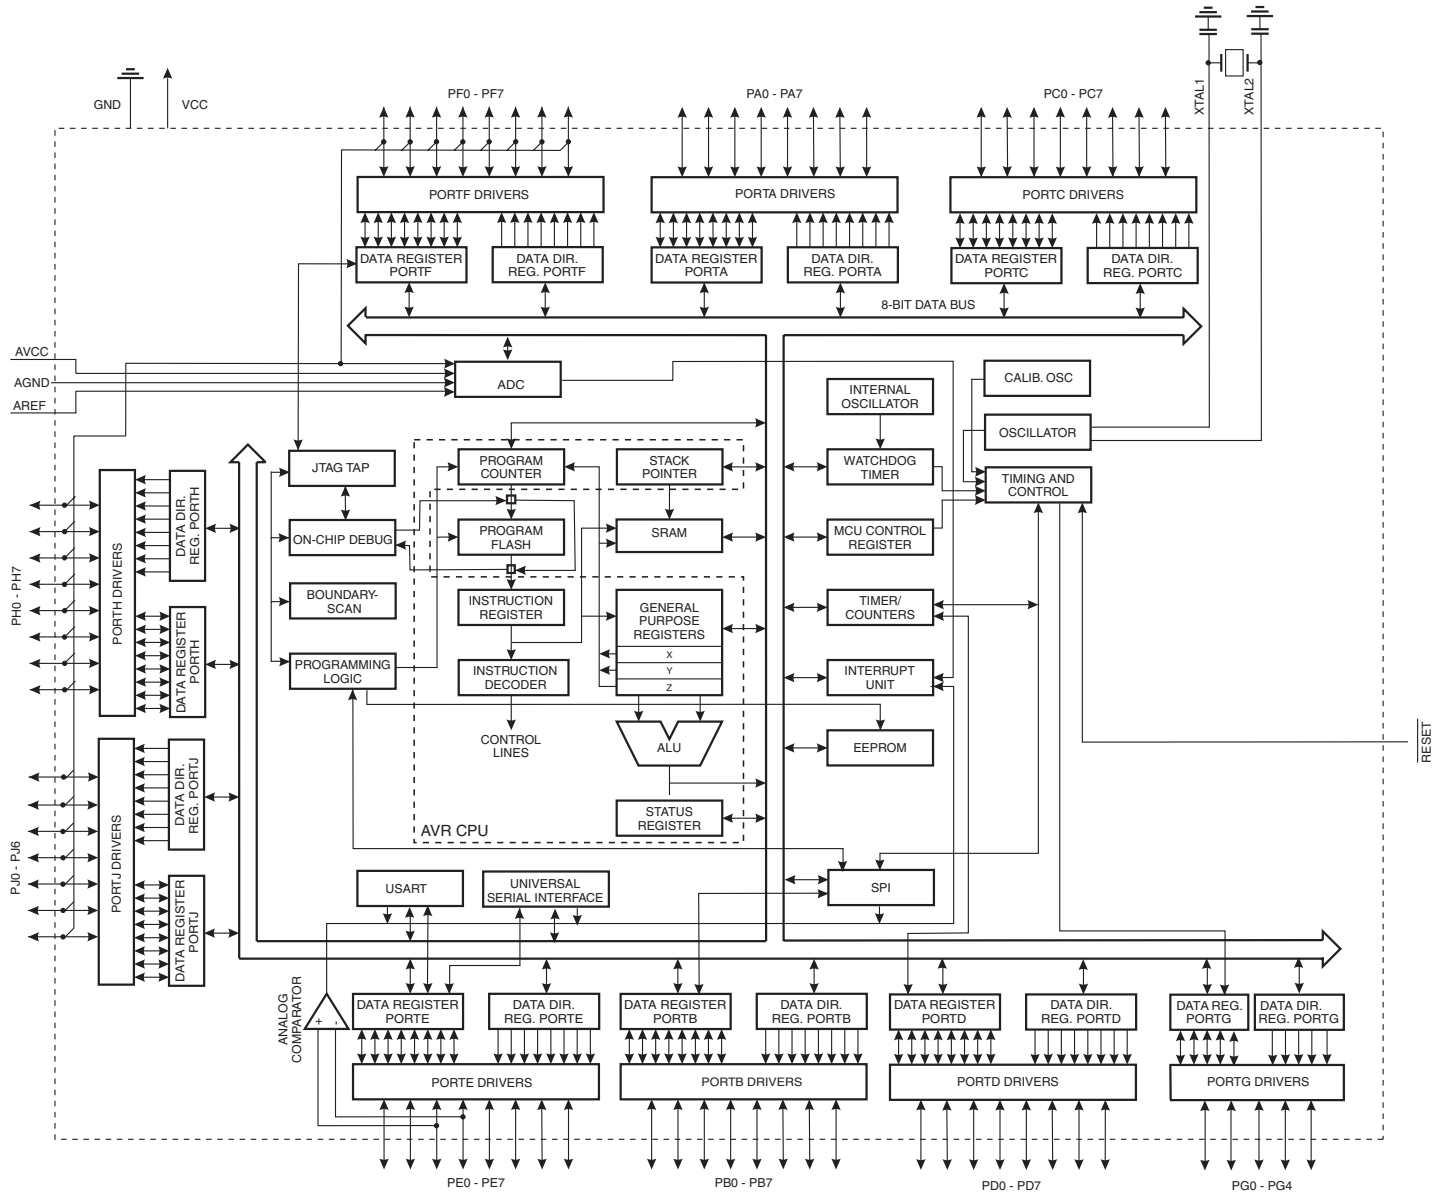 XTAL1
XTAL2
GND
VCC
PF0 - PF7
PA0 - PA7
PC0 - PC7
PORTF DRIVERS
PORTA DRIVERS
PORTC DRIVERS
DATA REGISTER
PORTF
DATA DIR.
REG. PORTF
DATA REGISTER
PORTA
DATA DIR.
REG. PORTA
DATA REGISTER
PORTC
DATA DIR.
REG. PORTC
8-BIT DATA BUS
AVCC
AGND
AREF
ADC
INTERNAL
OSCILLATOR
CALIB. OSC
OSCILLATOR
JTAG TAP
PROGRAM
COUNTER
STACK
POINTER
WATCHDOG
TIMER
TIMING AND
CONTROL
ON-CHIP DEBUG
PROGRAM
FLASH
SRAM
MCU CONTROL
REGISTER
BOUNDARY-
SCAN
INSTRUCTION
REGISTER
GENERAL
PURPOSE
REGISTERS
X
Y
Z
TIMER/
COUNTERS
PROGRAMMING
LOGIC
INSTRUCTION
DECODER
INTERRUPT
UNIT
CONTROL
LINES
ALU
EEPROM
RESET
STATUS
REGISTER
AVR CPU
PH0 - PH7
PORTH DRIVERS
DATA DIR.
REG. PORTH
DATA REGISTER
PORTH
PJ0 - PJ6
PORTJ DRIVERS
DATA DIR.
REG. PORTJ
DATA REGISTER
PORTJ
USART
UNIVERSAL
SERIAL INTERFACE
SPI
ANALOG
COMPARATOR
+
-
DATA REGISTER
PORTE
DATA DIR.
REG. PORTE
DATA REGISTER
PORTB
DATA DIR.
REG. PORTB
DATA REGISTER
PORTD
DATA DIR.
REG. PORTD
DATA REG.
PORTG
DATA DIR.
REG. PORTG
PORTE DRIVERS
PORTB DRIVERS
PORTD DRIVERS
PORTG DRIVERS
PE0 - PE7
PB0 - PB7
PD0 - PD7
PG0 - PG4